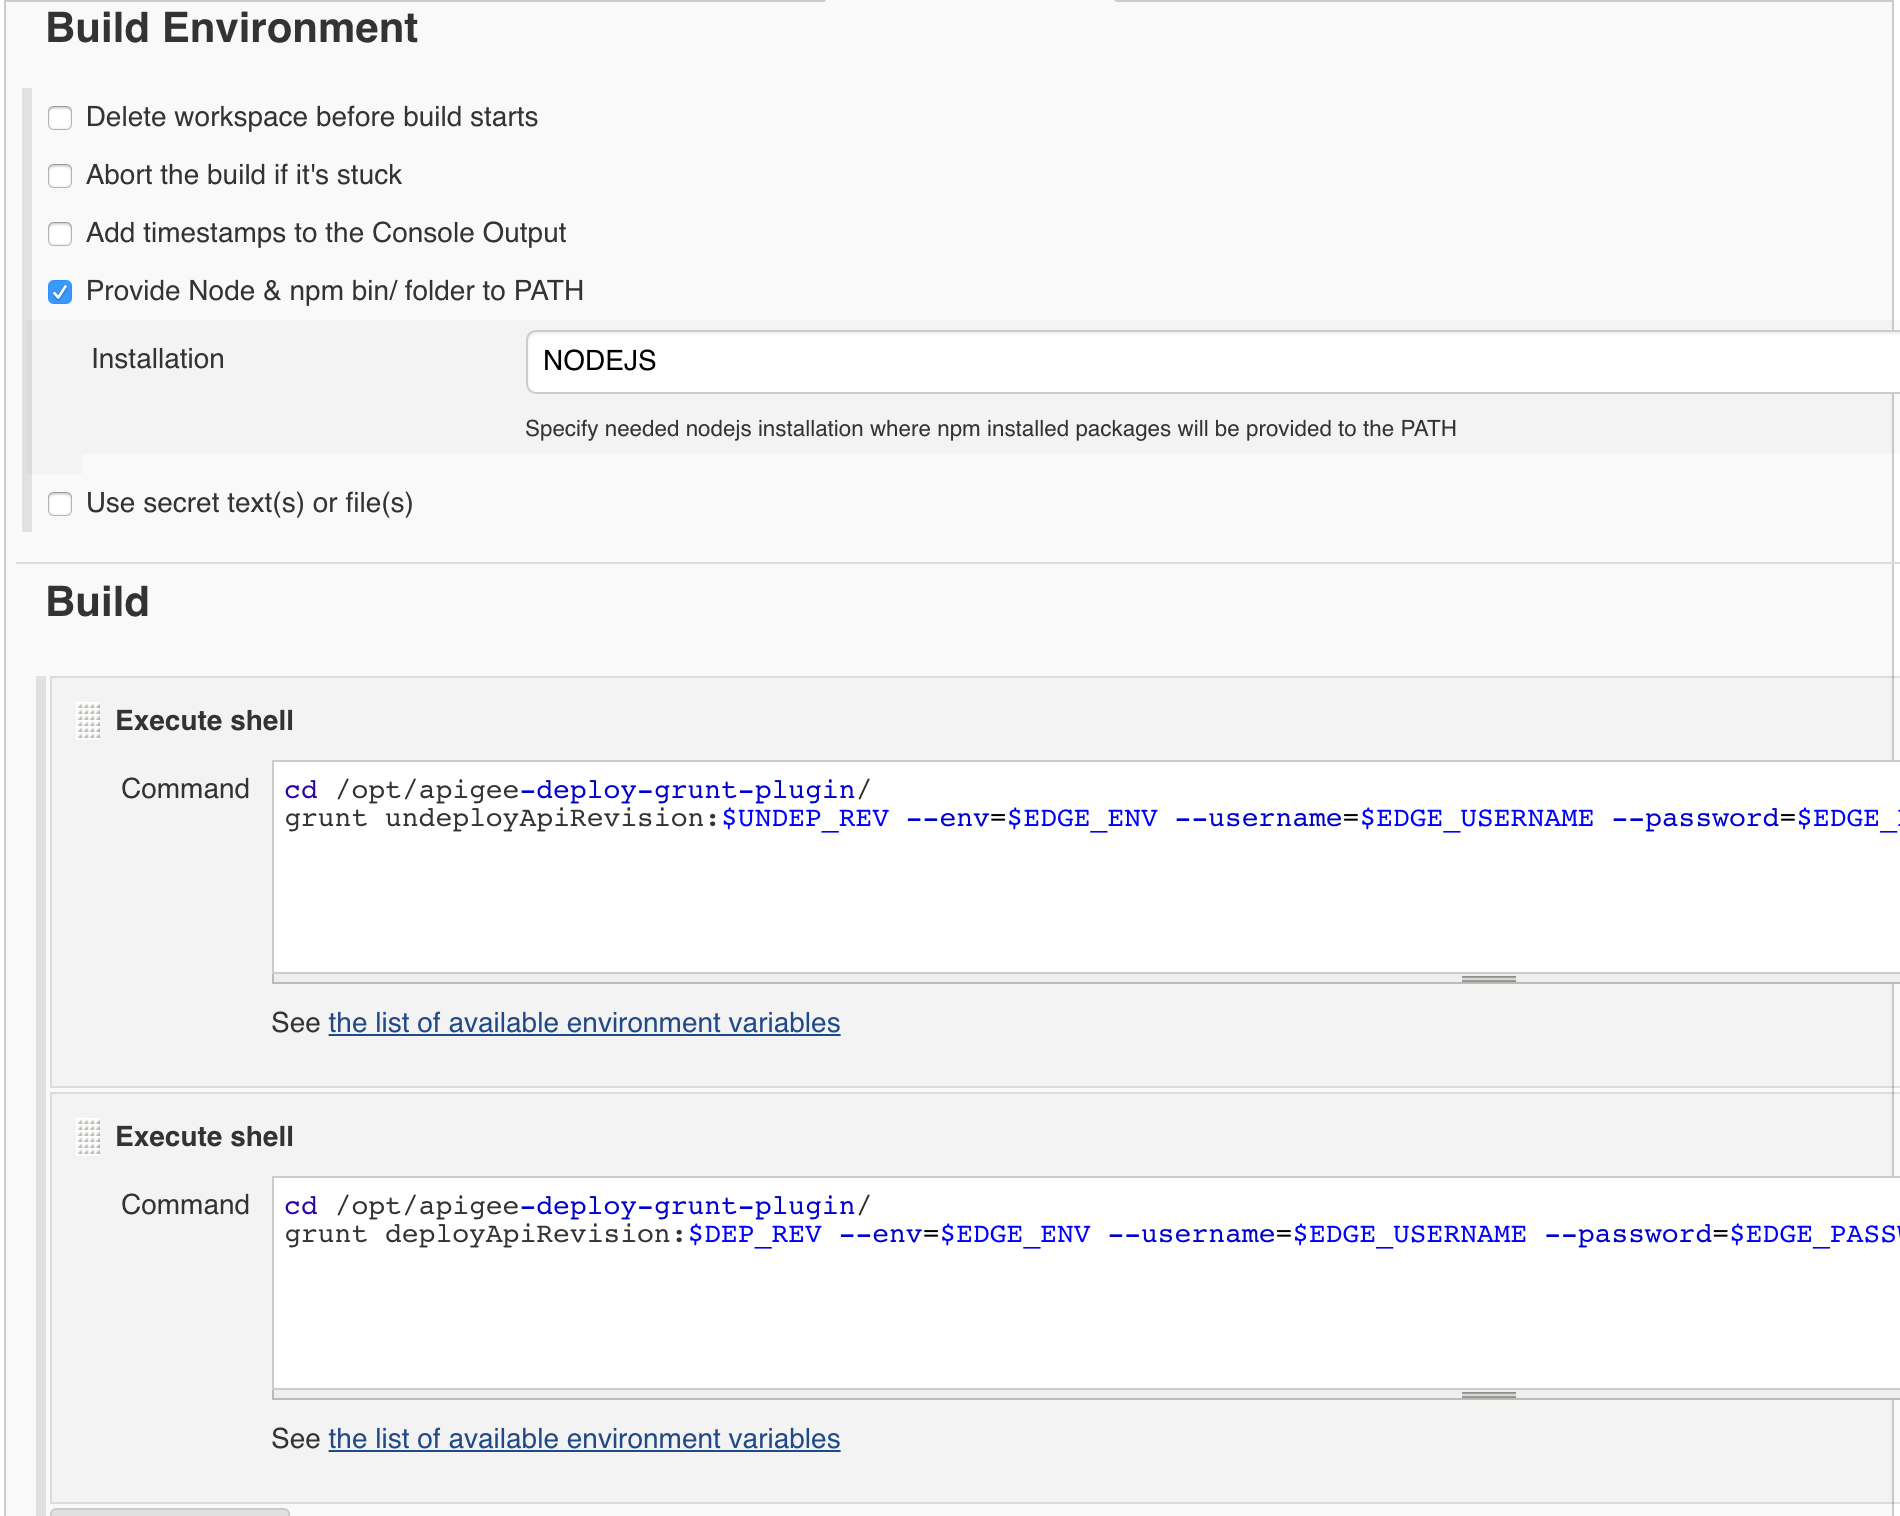 Build Environment
Delete workspace before build starts
Abort the build if it's stuck
Add timestamps to the Console Output
Provide Node & npm bin/ folder to PATH
Installation
NODEJS
Specify needed nodejs installation where npm installed packages will be provided to the PATH
Use secret text(s) or file(s)
Build
Execute shell
Command
cd /opt/apigee-deploy-grunt-plugin/
grunt undeployApiRevision:$UNDEP_REV --env=$EDGE_ENV --username=$EDGE_USERNAME --password=$EDGE_
See the list of available environment variables
Execute shell
Command
cd /opt/apigee-deploy-grunt-plugin/
grunt deployApiRevision:$DEP_REV --env=$EDGE_ENV --username=$EDGE_USERNAME --password=$EDGE_PASS
See the list of available environment variables